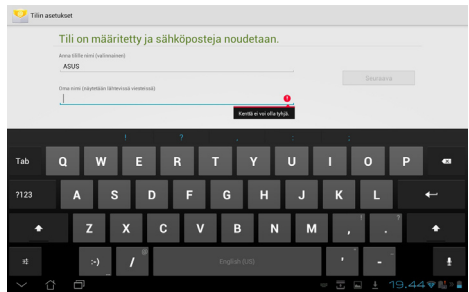 Tilin asetukset
Tili on määritetty ja sähköposteja noudetaan.
Anna tilille nimi (valinnainen)
ASUS
Seuraava
Oma nimi (näytetään lähtevissä viesteissä)
Kenttä ei voi olla tyhjä.
! ? , : ;
Tab Q W E R T Y U I O P
?123 A S D F G H J K L
Z X C V B N M , ! . ?
:-) / @ English (US) ' " - _
19.44